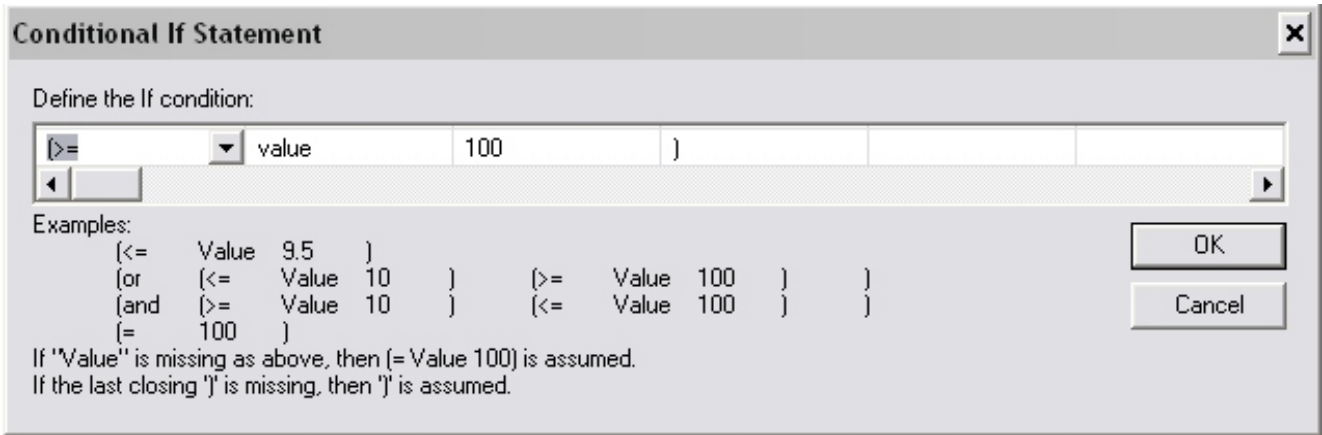 Conditional If Statement
Define the If condition:
(>= value 100 )
Examples:
(<= Value 9.5 )
(or (<= Value 10 ) (>= Value 100 ) )
(and (>= Value 10 ) (<= Value 100 ) )
(= 100 )
If "Value" is missing as above, then (= Value 100) is assumed.
If the last closing ')' is missing, then ')' is assumed.
OK
Cancel